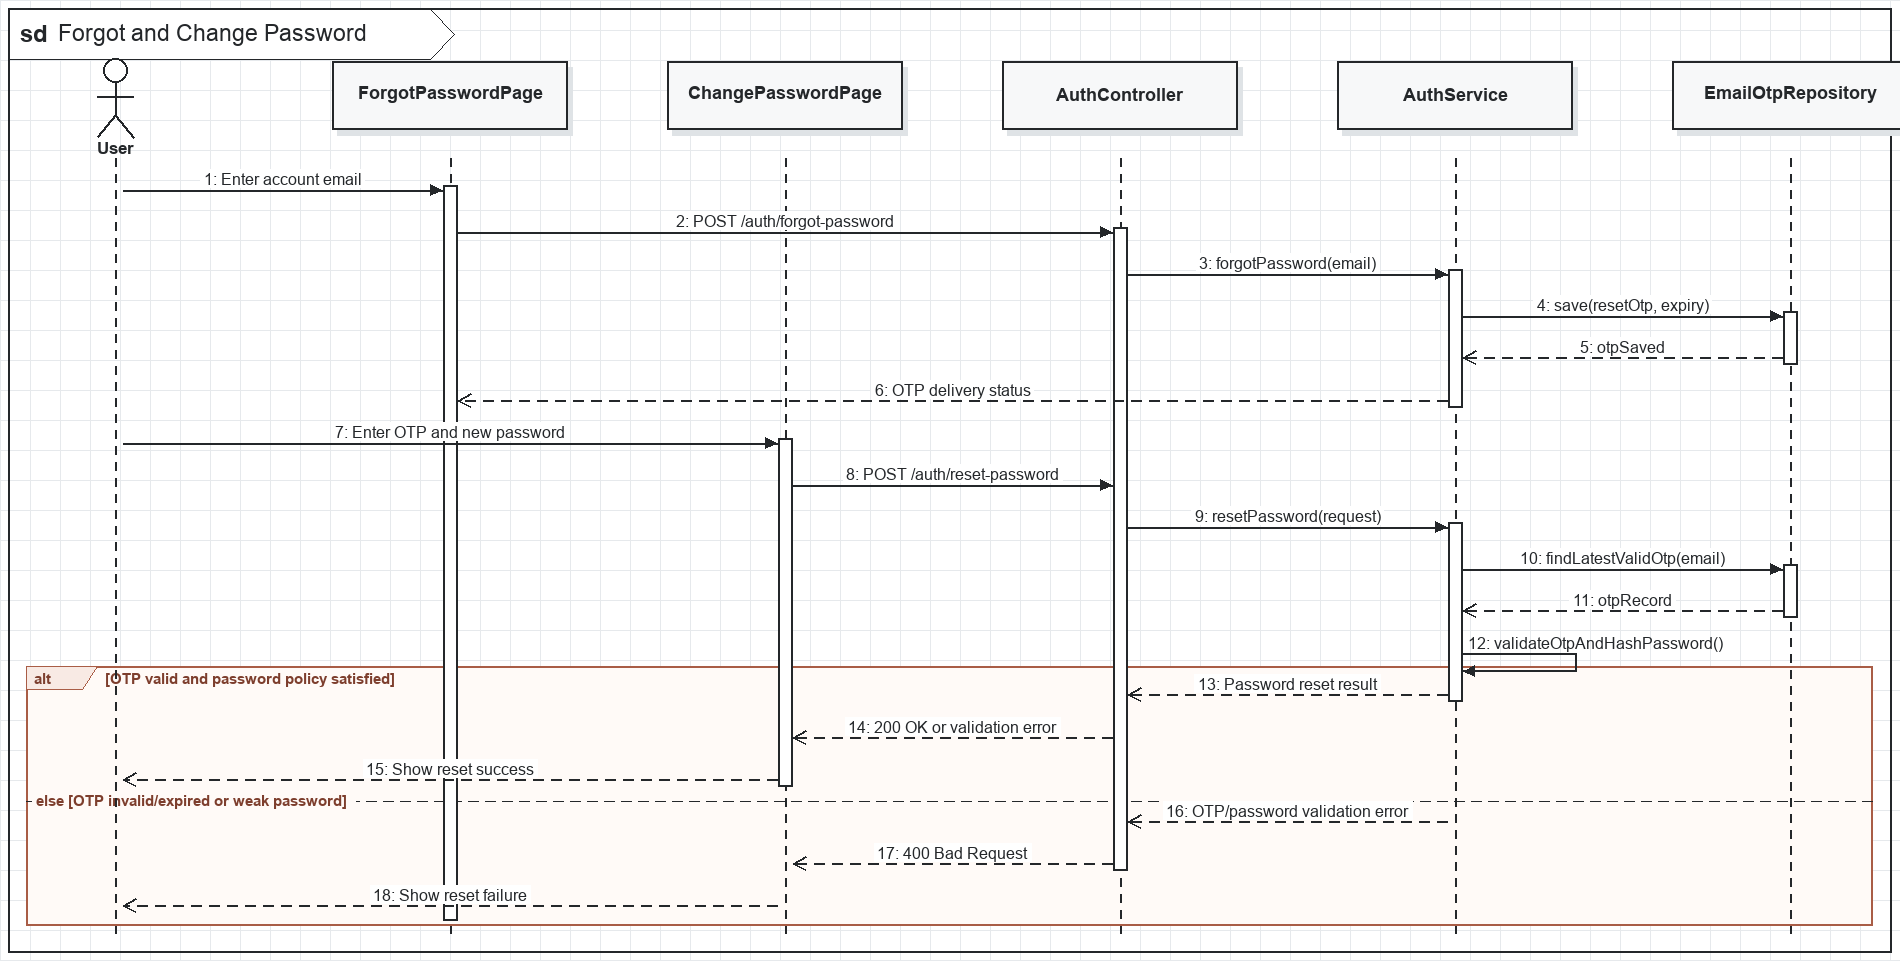 sd Forgot and Change Password
User
ForgotPasswordPage
ChangePasswordPage
AuthController
AuthService
EmailOtpRepository
1: Enter account email
2: POST /auth/forgot-password
3: forgotPassword(email)
4: save(resetOtp, expiry)
5: otpSaved
6: OTP delivery status
7: Enter OTP and new password
8: POST /auth/reset-password
9: resetPassword(request)
10: findLatestValidOtp(email)
11: otpRecord
12: validateOtpAndHashPassword()
alt [OTP valid and password policy satisfied]
13: Password reset result
14: 200 OK or validation error
15: Show reset success
else [OTP invalid/expired or weak password]
16: OTP/password validation error
17: 400 Bad Request
18: Show reset failure